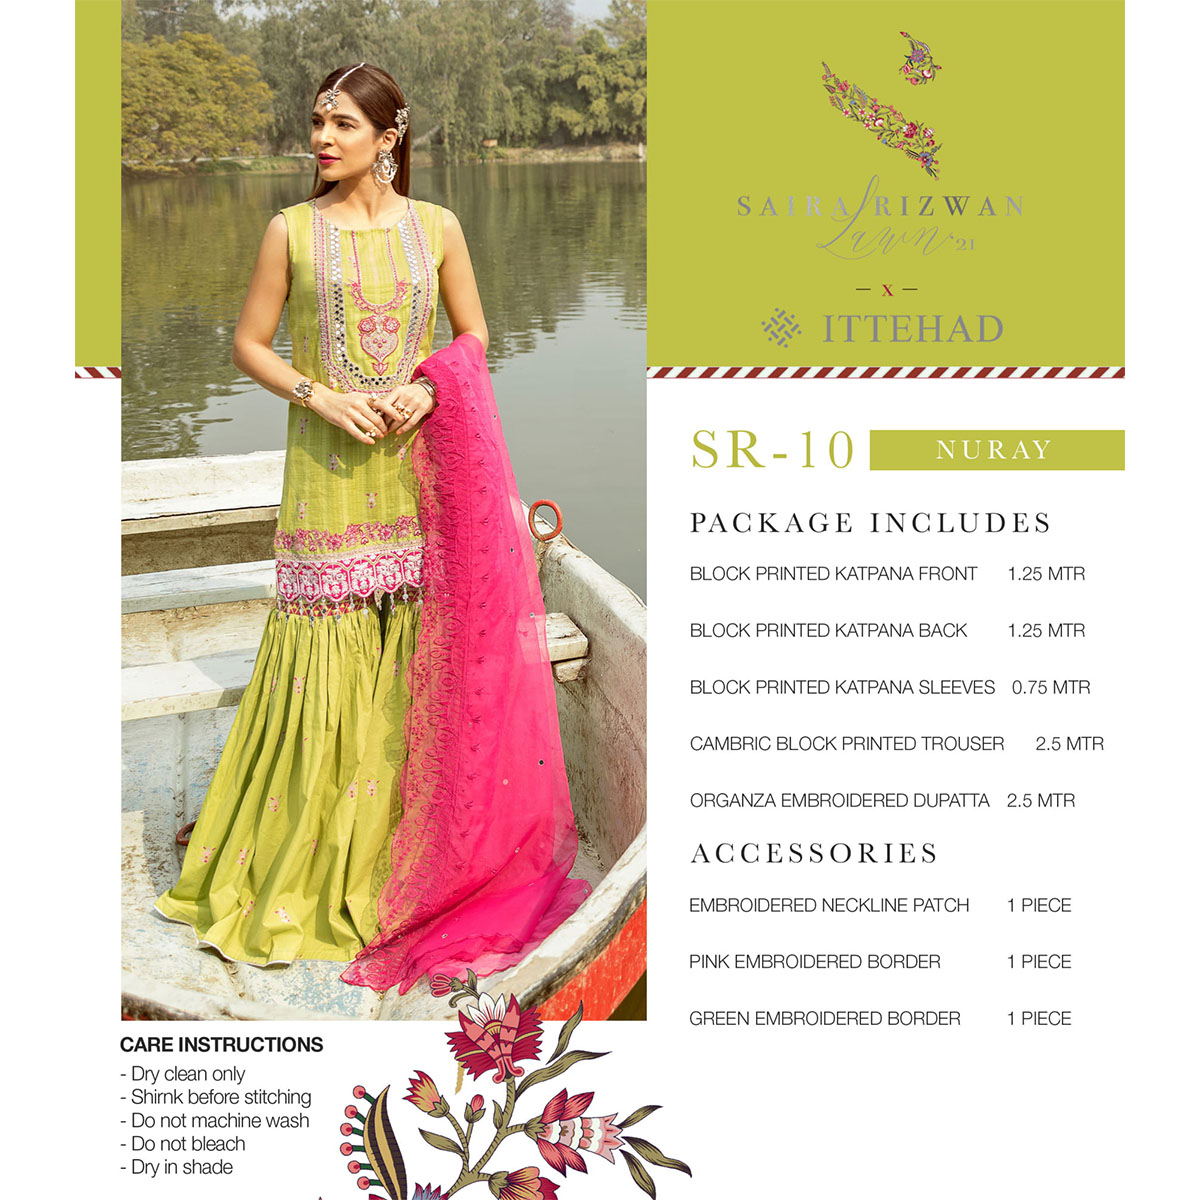 SAIRA RIZWAN
Lawn '21
- x -
ITTEHAD
SR-10 NURAY
PACKAGE INCLUDES
BLOCK PRINTED KATPANA FRONT 1.25 MTR
BLOCK PRINTED KATPANA BACK 1.25 MTR
BLOCK PRINTED KATPANA SLEEVES 0.75 MTR
CAMBRIC BLOCK PRINTED TROUSER 2.5 MTR
ORGANZA EMBROIDERED DUPATTA 2.5 MTR
ACCESSORIES
EMBROIDERED NECKLINE PATCH 1 PIECE
PINK EMBROIDERED BORDER 1 PIECE
GREEN EMBROIDERED BORDER 1 PIECE
CARE INSTRUCTIONS
- Dry clean only
- Shirnk before stitching
- Do not machine wash
- Do not bleach
- Dry in shade